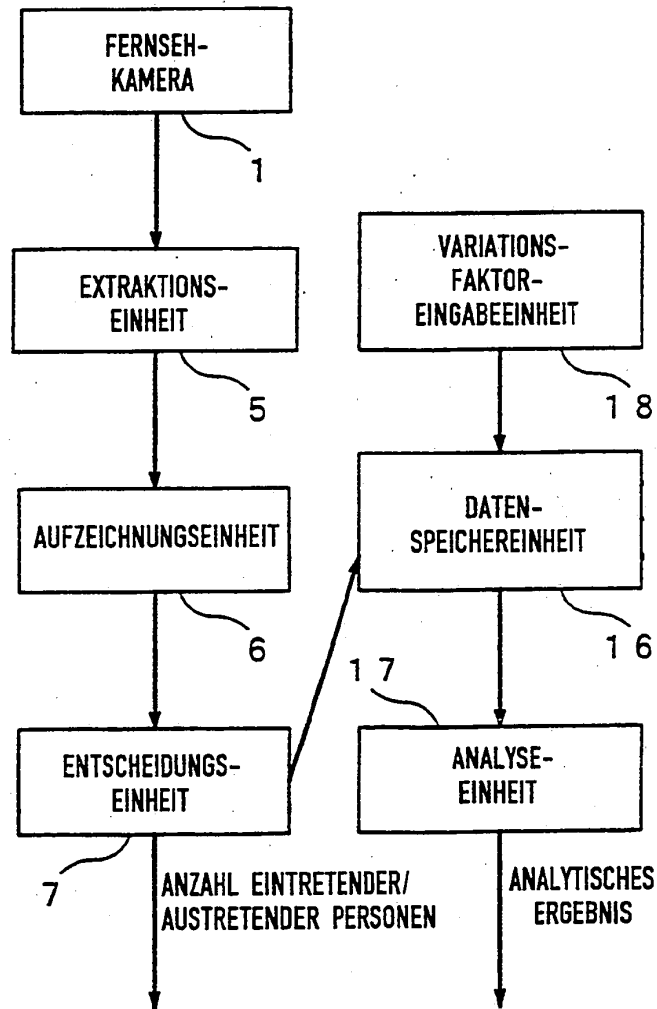 FERNSEH-
KAMERA
1
EXTRAKTIONS-
EINHEIT
5
AUFZEICHNUNGSEINHEIT
6
ENTSCHEIDUNGS-
EINHEIT
7
ANZAHL EINTRETENDER/
AUSTRETENDER PERSONEN
VARIATIONS-
FAKTOR-
EINGABEEINHEIT
18
DATEN-
SPEICHEREINHEIT
16
17
ANALYSE-
EINHEIT
ANALYTISCHES
ERGEBNIS